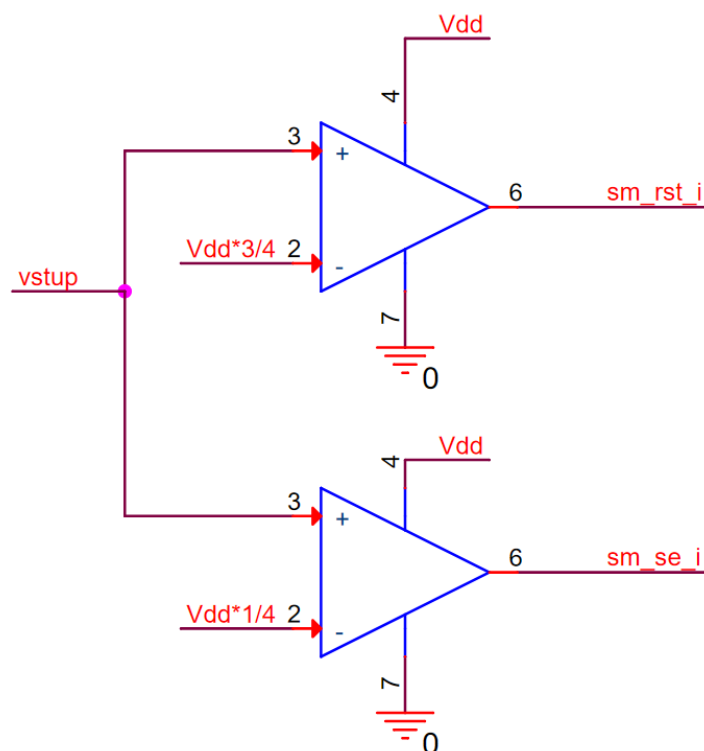 Vdd
4
3
+
6
sm_rst_i
Vdd*3/4
2
-
vstup
7
0
Vdd
4
3
+
6
sm_se_i
Vdd*1/4
2
-
7
0